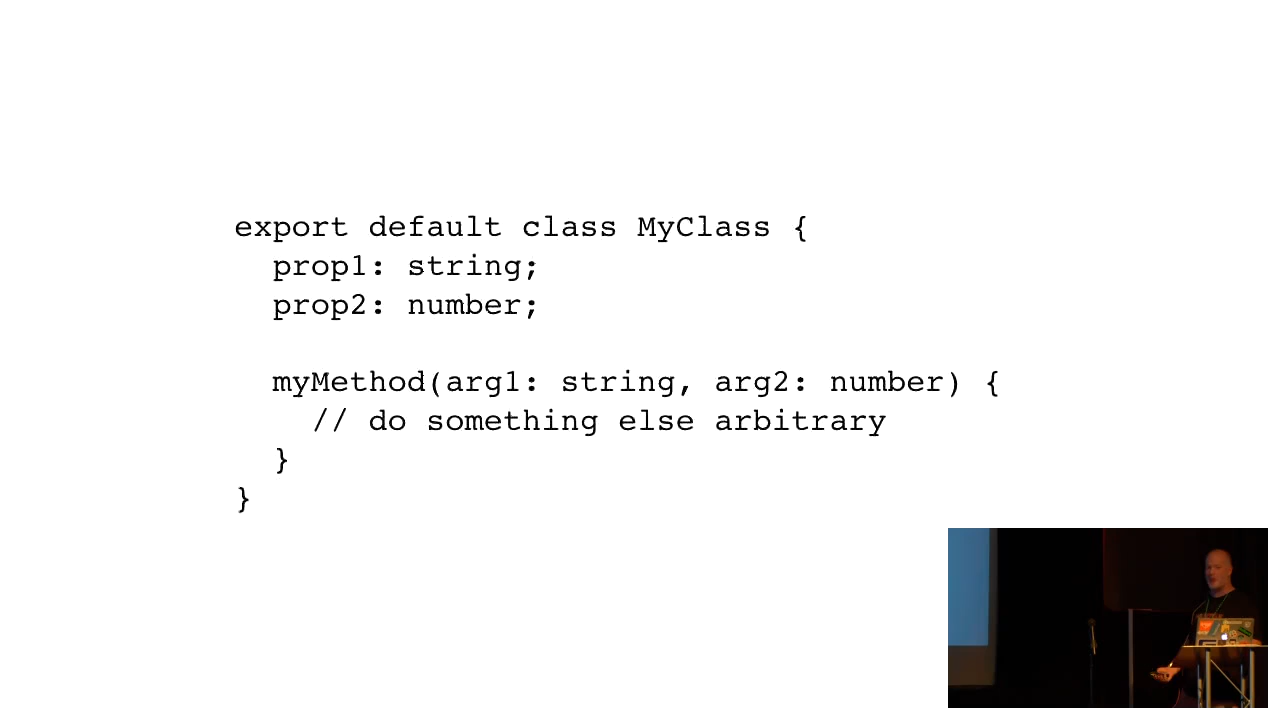 export default class MyClass {
  prop1: string;
  prop2: number;

  myMethod(arg1: string, arg2: number) {
    // do something else arbitrary
  }
}